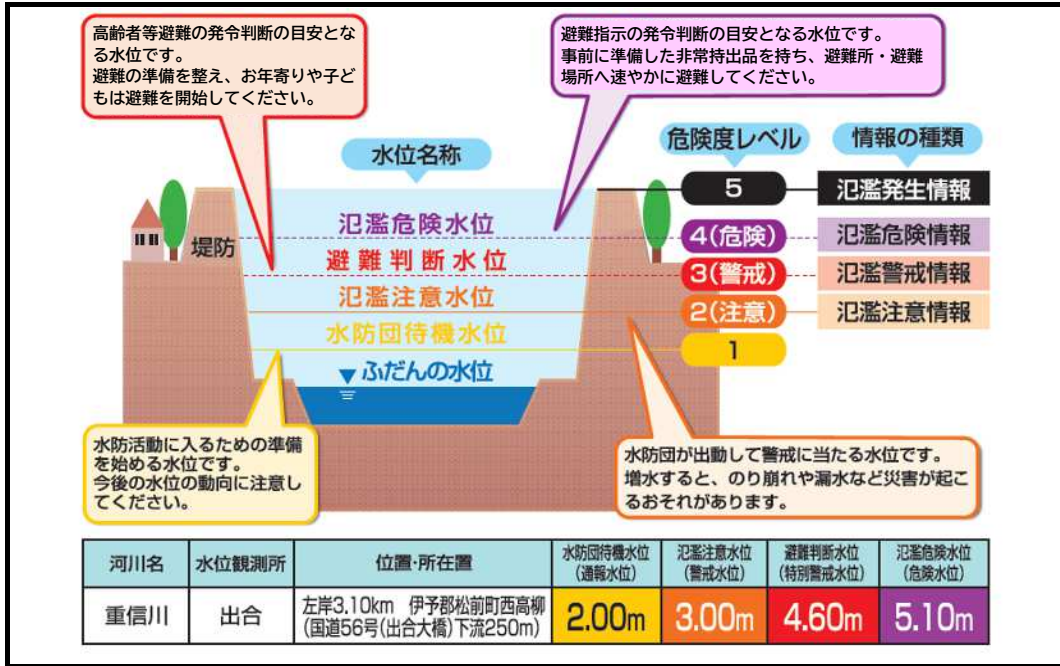 高齢者等避難の発令判断の目安とな
る水位です。
避難の準備を整え、お年寄りや子ど
もは避難を開始してください。
避難指示の発令判断の目安となる水位です。
事前に準備した非常持出品を持ち、避難所・避難
場所へ速やかに避難してください。
水位名称
危険度レベル
情報の種類
5
氾濫発生情報
氾濫危険水位
4(危険)
氾濫危険情報
堤防
避難判断水位
3(警戒)
氾濫警戒情報
氾濫注意水位
2(注意)
氾濫注意情報
水防団待機水位
1
▼ふだんの水位
水防活動に入るための準備
を始める水位です。
今後の水位の動向に注意し
てください。
水防団が出動して警戒に当たる水位です。
増水すると、のり崩れや漏水など災害が起こ
るおそれがあります。
河川名 水位観測所 位置･所在置 水防団待機水位 氾濫注意水位 避難判断水位 氾濫危険水位
(通報水位) (警戒水位) (特別警戒水位) (危険水位)
重信川 出合 左岸3.10km 伊予郡松前町西高柳 2.00m 3.00m 4.60m 5.10m
(国道56号(出合大橋)下流250m)